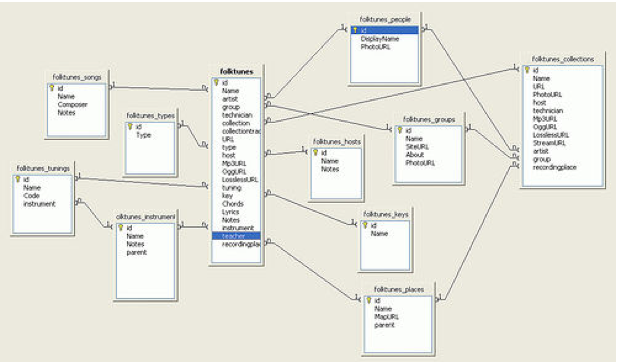 folktunes_people
id
DisplayName
PhotoURL
folktunes_collections
id
Name
URL
PhotoURL
host
technician
Mp3URL
OggURL
LosslessURL
StreamURL
artist
group
recordingplace
folktunes
id
Name
artist
group
technician
collection
collectiontrac
URL
type
host
Mp3URL
OggURL
LosslessURL
tuning
key
Chords
Lyrics
Notes
instrument
teacher
recordingplac
folktunes_songs
id
Name
Composer
Notes
folktunes_types
id
Type
folktunes_groups
id
Name
SiteURL
About
PhotoURL
folktunes_hosts
id
Name
Notes
folktunes_tunings
id
Name
Code
instrument
olktunes_instrument
id
Name
Notes
parent
folktunes_keys
id
Name
folktunes_places
id
Name
MapURL
parent